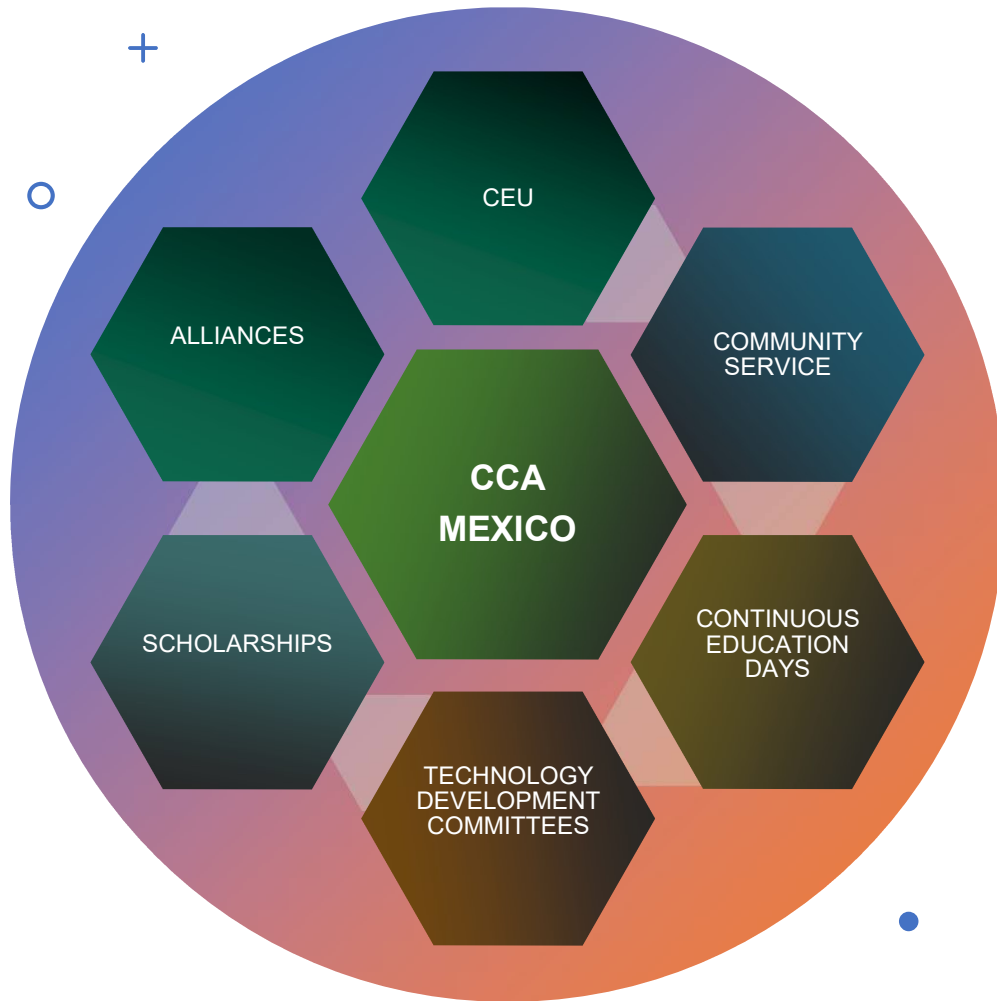 CEU
ALLIANCES
COMMUNITY
SERVICE
CCA
MEXICO
SCHOLARSHIPS
CONTINUOUS
EDUCATION
DAYS
TECHNOLOGY
DEVELOPMENT
COMMITTEES